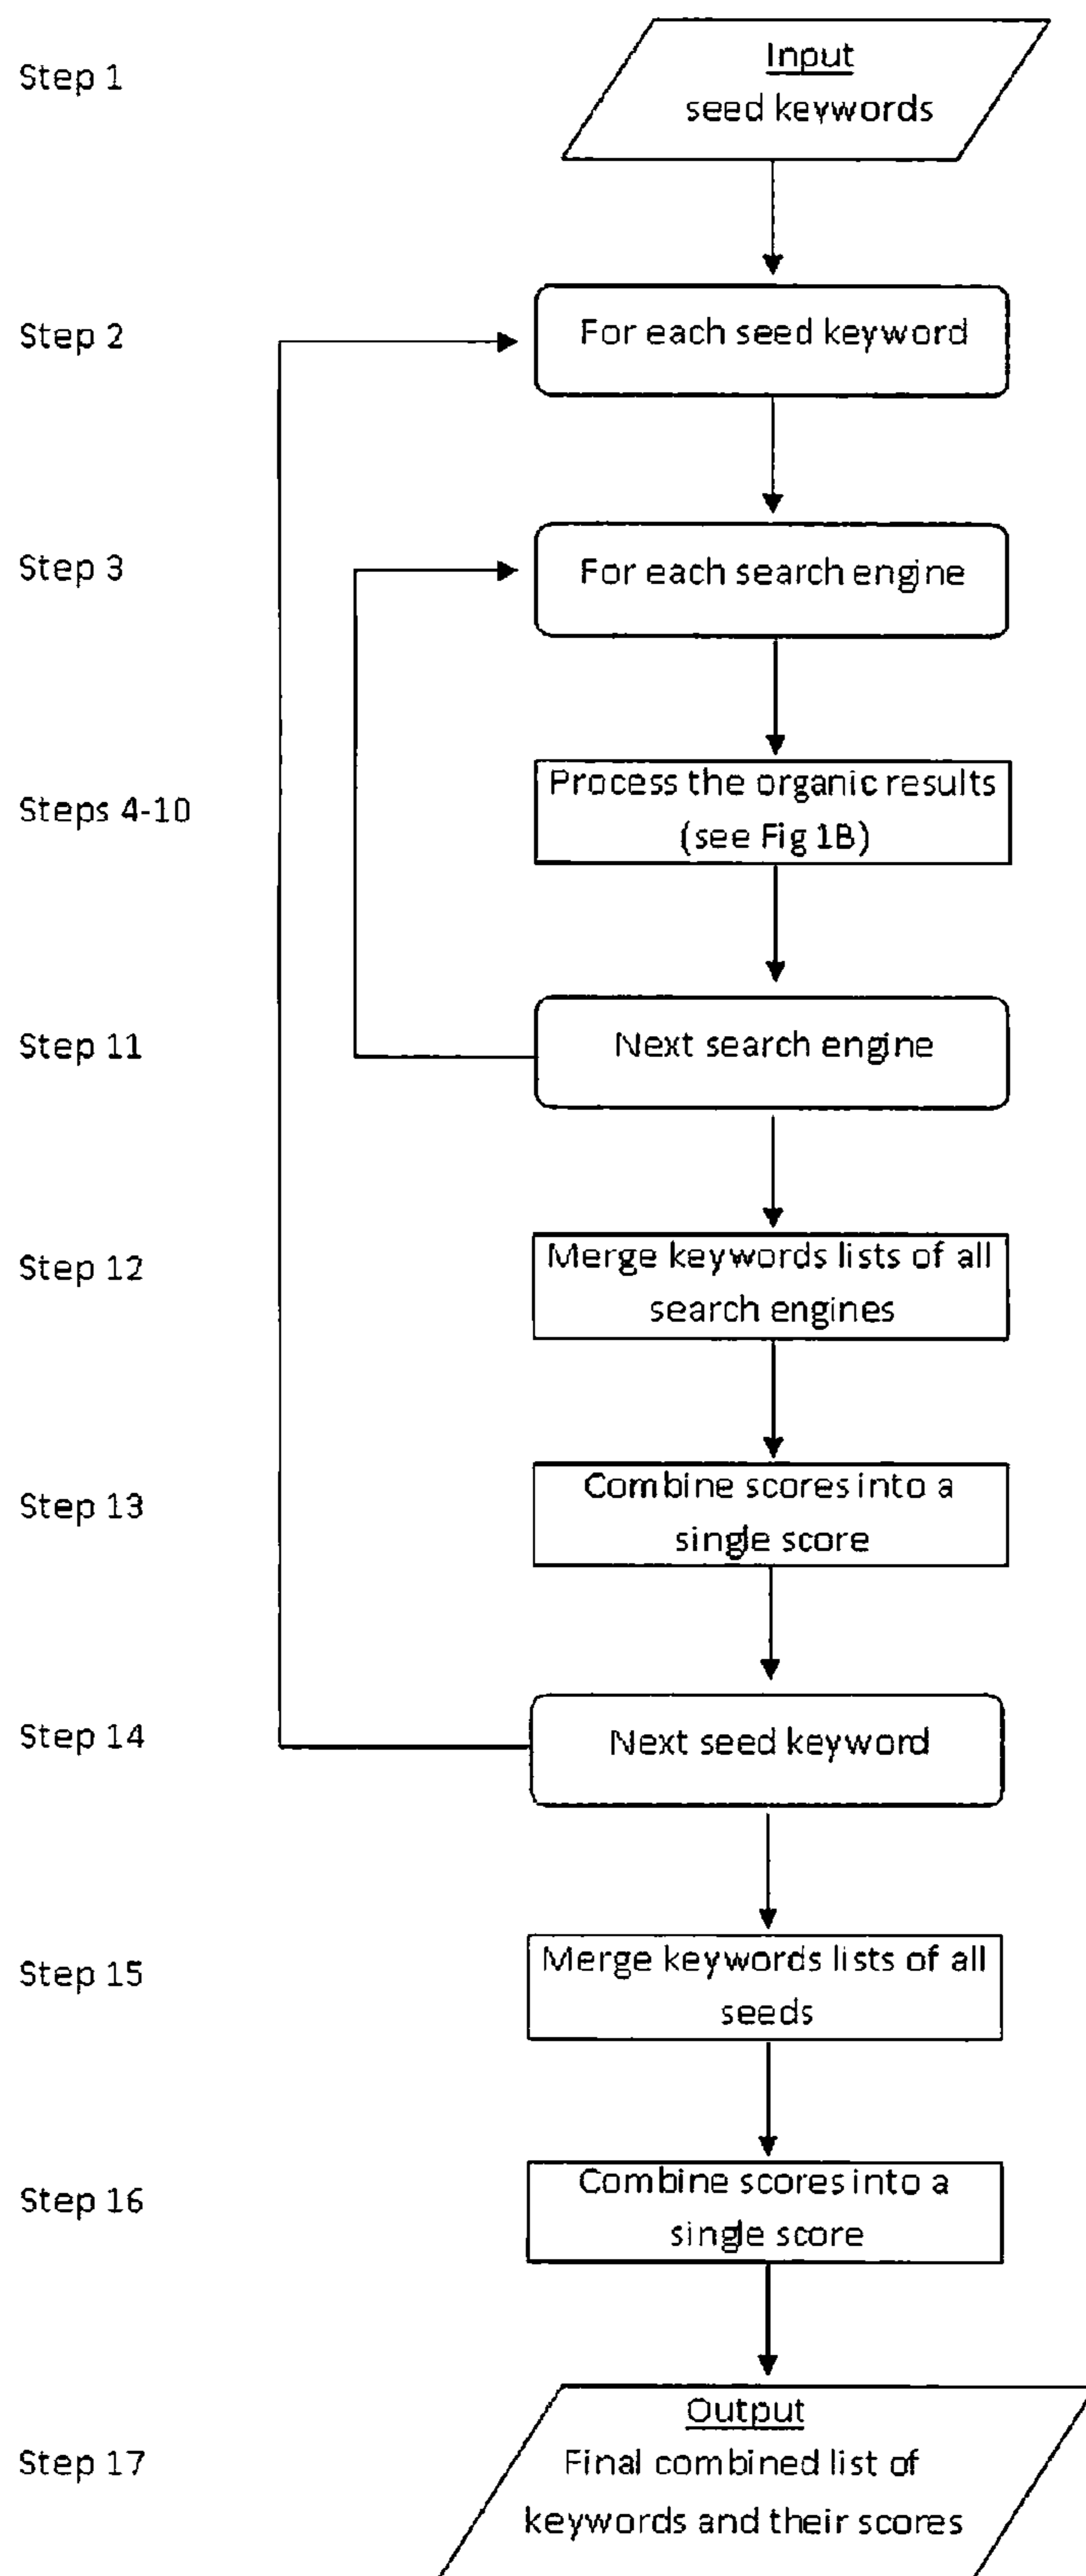 Step 1
Input
seed keywords
Step 2
For each seed keyword
Step 3
For each search engine
Steps 4-10
Process the organic results
(see Fig 1B)
Step 11
Next search engine
Step 12
Merge keywords lists of all
search engines
Step 13
Combine scores into a
single score
Step 14
Next seed keyword
Step 15
Merge keywords lists of all
seeds
Step 16
Combine scores into a
single score
Step 17
Output
Final combined list of
keywords and their scores